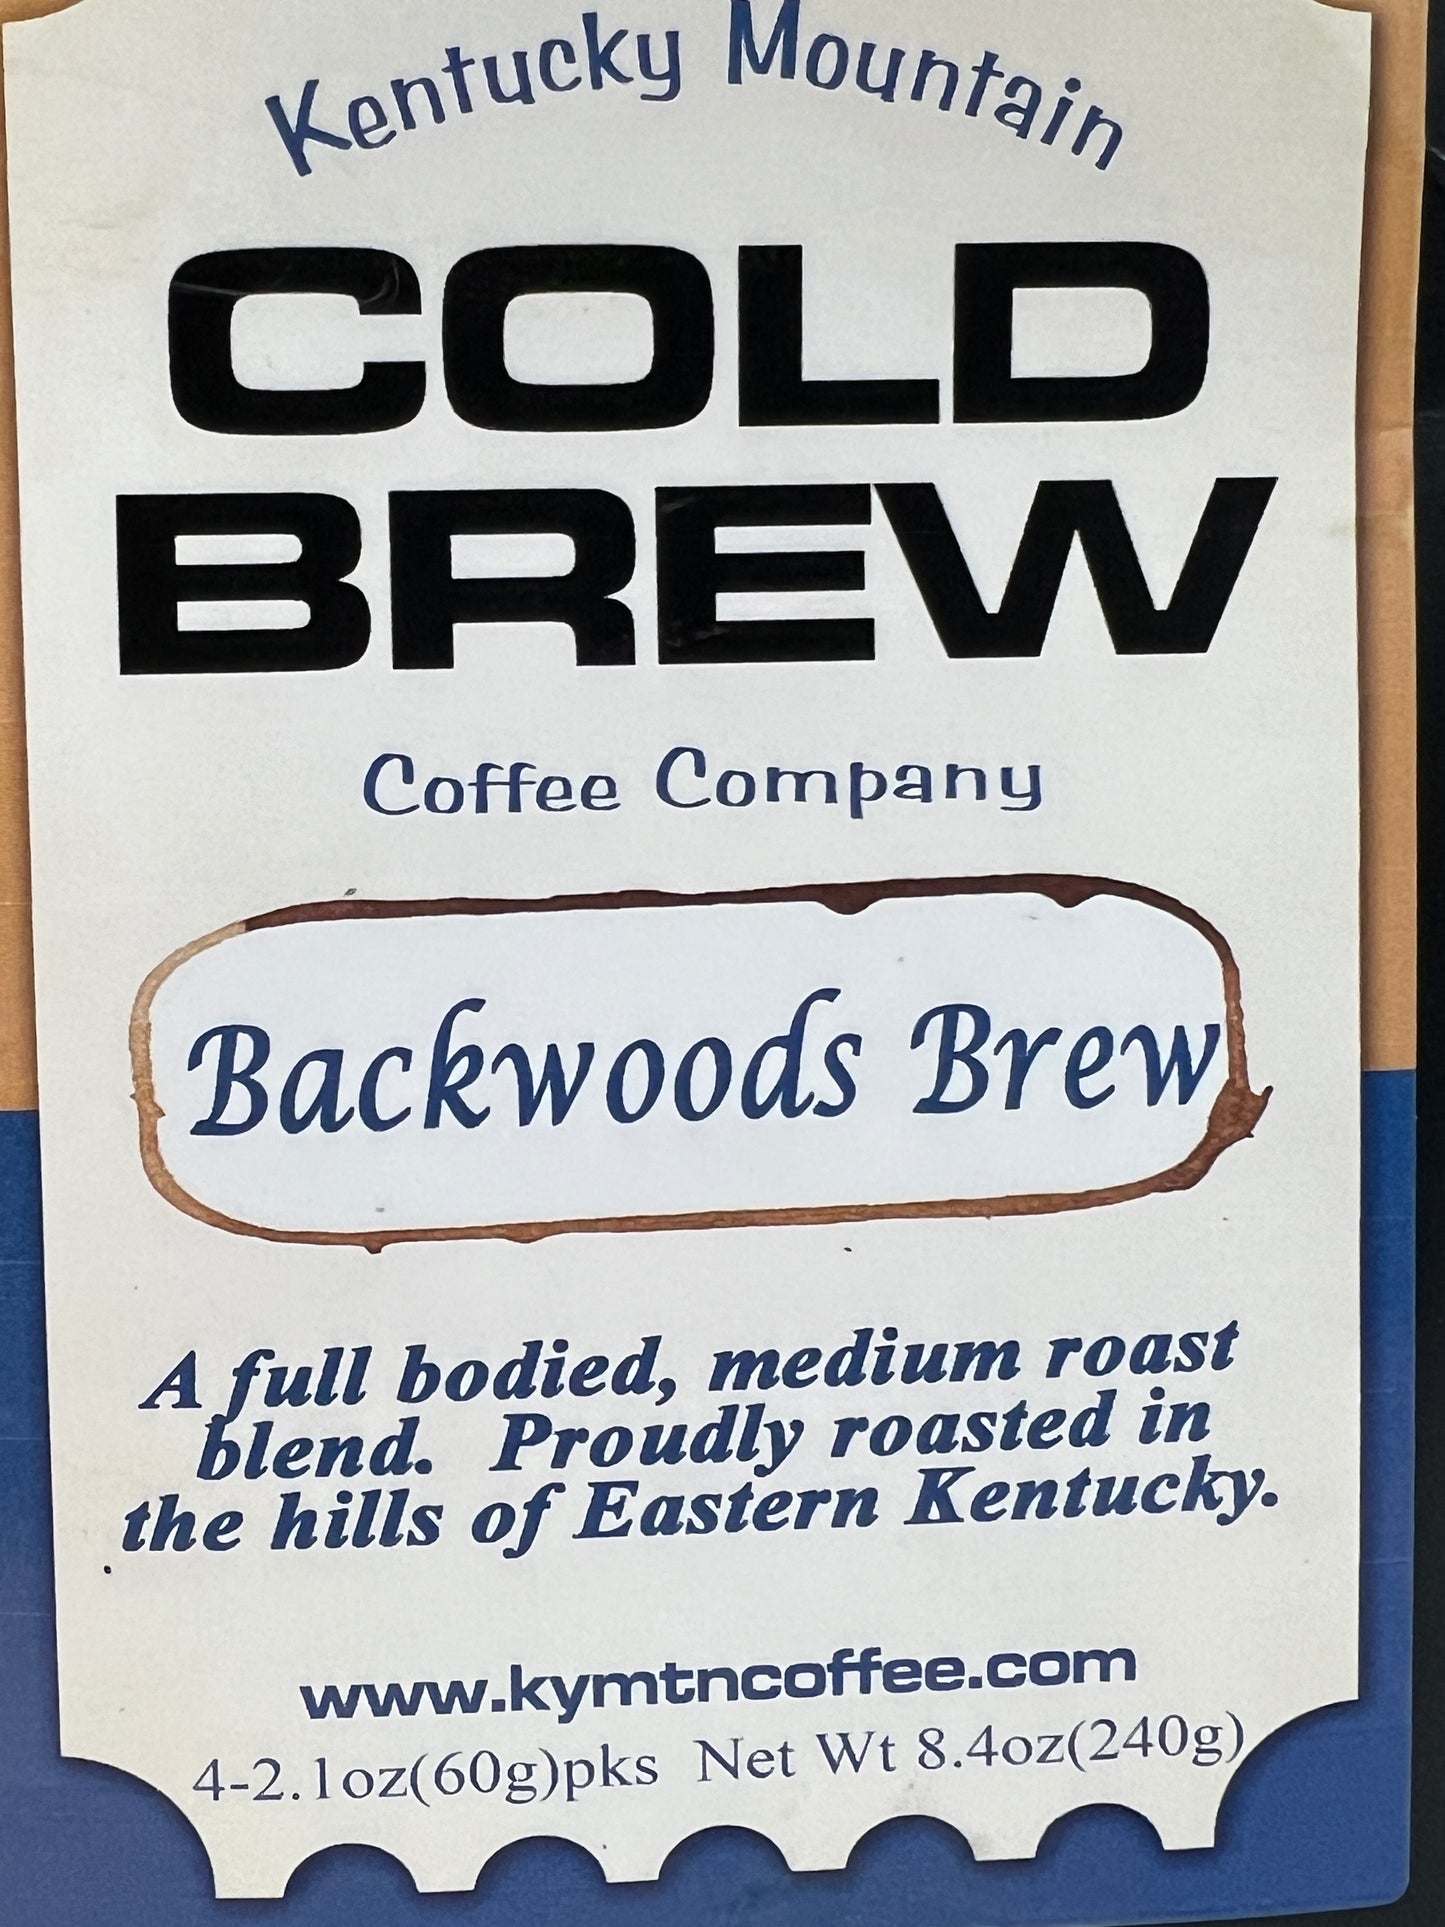 Kentucky Mountain
COLD
BREW
Coffee Company
Backwoods Brew
A full bodied, medium roast
blend. Proudly roasted in
the hills of Eastern Kentucky.
www.kymtncoffee.com
4-2.1oz(60g)pks Net Wt 8.4oz(240g)